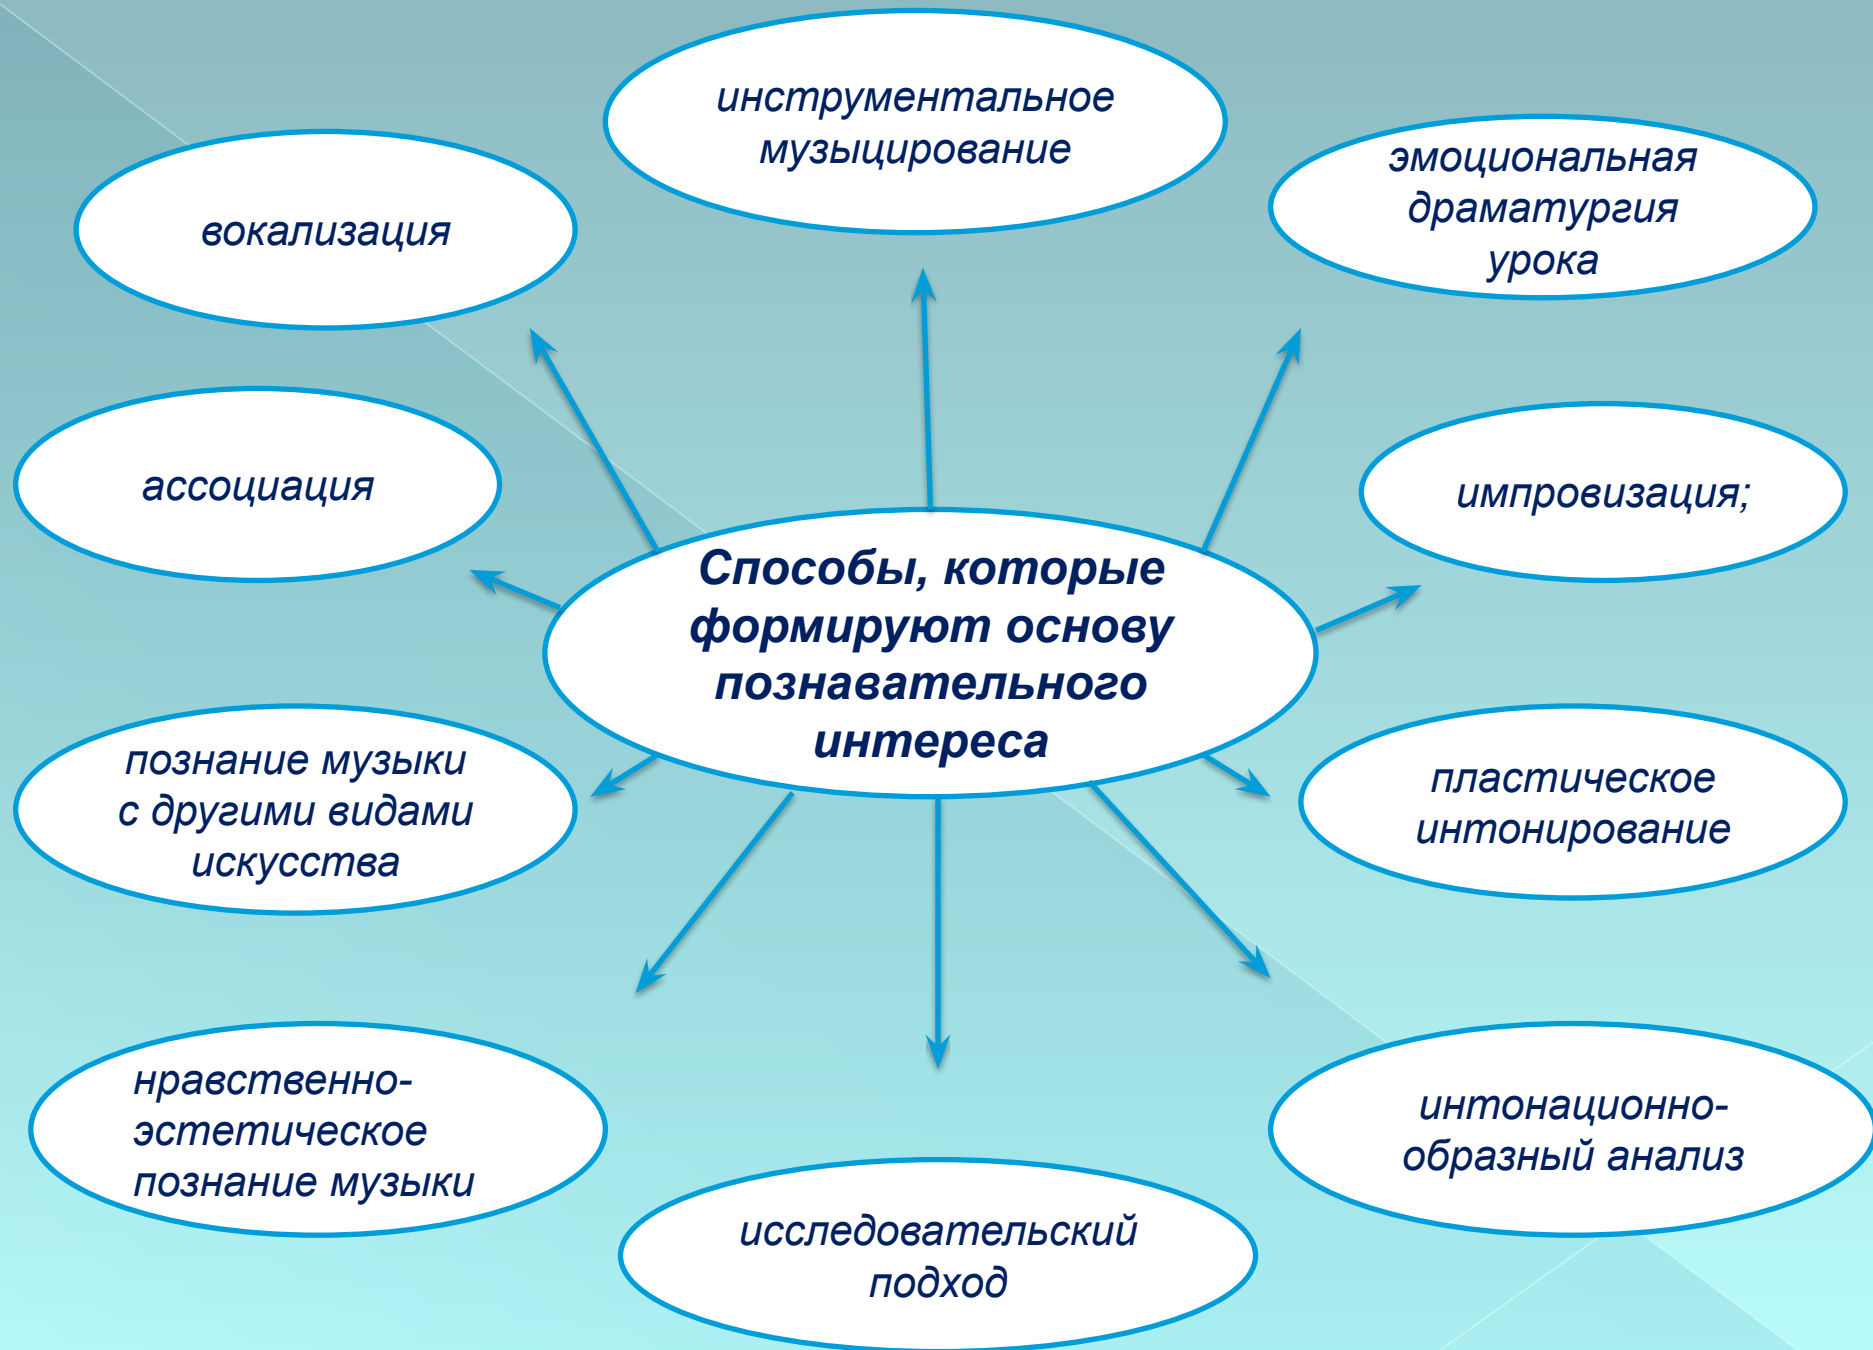 инструментальное
музыцирование
эмоциональная
драматургия
урока
вокализация
ассоциация
импровизация;
Способы, которые
формируют основу
познавательного
интереса
познание музыки
с другими видами
искусства
пластическое
интонирование
нравственно-
эстетическое
познание музыки
интонационно-
образный анализ
исследовательский
подход